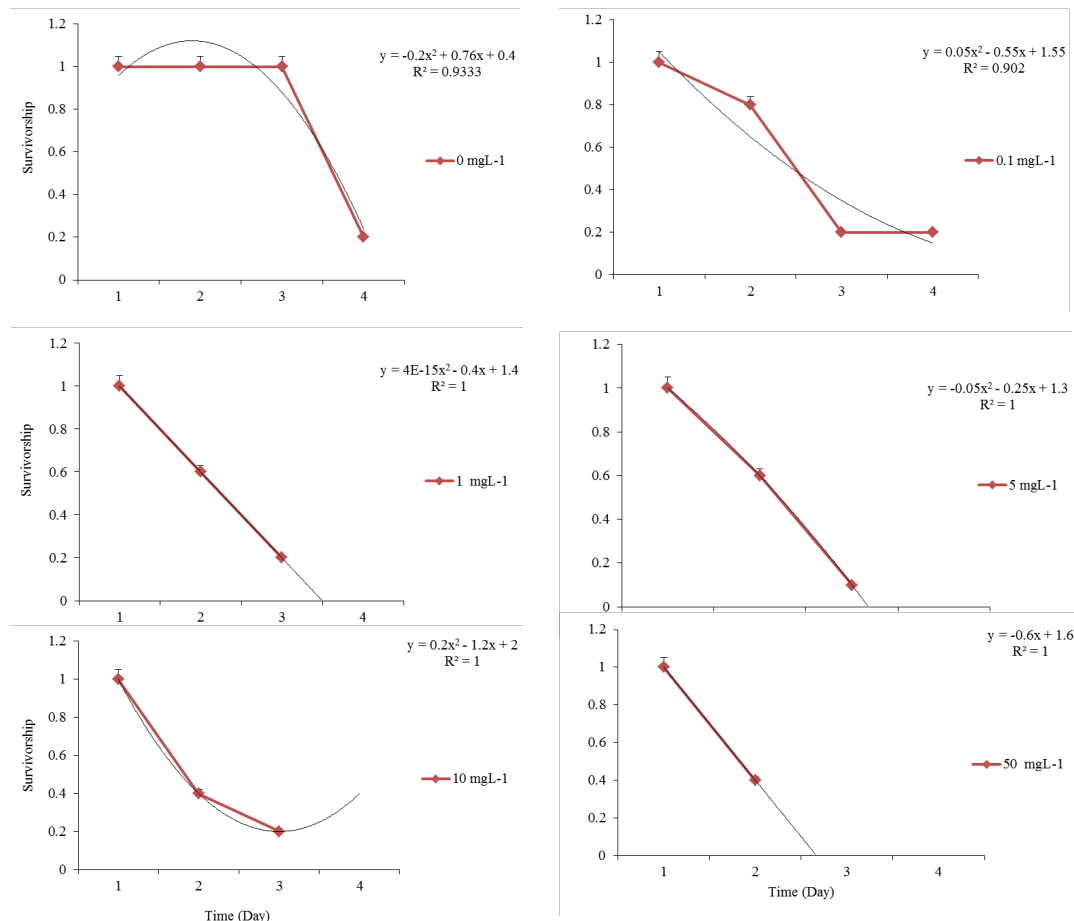 1.2
1
0.8
0.6
0.4
0.2
0
Survivorship
y = -0.2x² + 0.76x + 0.4
R² = 0.9333
0 mgL-1
1 2 3 4
1.2
1
0.8
0.6
0.4
0.2
0
y = 0.05x² - 0.55x + 1.55
R² = 0.902
0.1 mgL-1
1 2 3 4
1.2
1
0.8
0.6
0.4
0.2
0
Survivorship
y = 4E-15x² - 0.4x + 1.4
R² = 1
1 mgL-1
1 2 3 4
1.2
1
0.8
0.6
0.4
0.2
0
y = -0.05x² - 0.25x + 1.3
R² = 1
5 mgL-1
1.2
1
0.8
0.6
0.4
0.2
0
Survivorship
y = 0.2x² - 1.2x + 2
R² = 1
10 mgL-1
1 2 3 4
Time (Day)
1.2
1
0.8
0.6
0.4
0.2
0
y = -0.6x + 1.6
R² = 1
50 mgL-1
1 2 3 4
Time (Day)